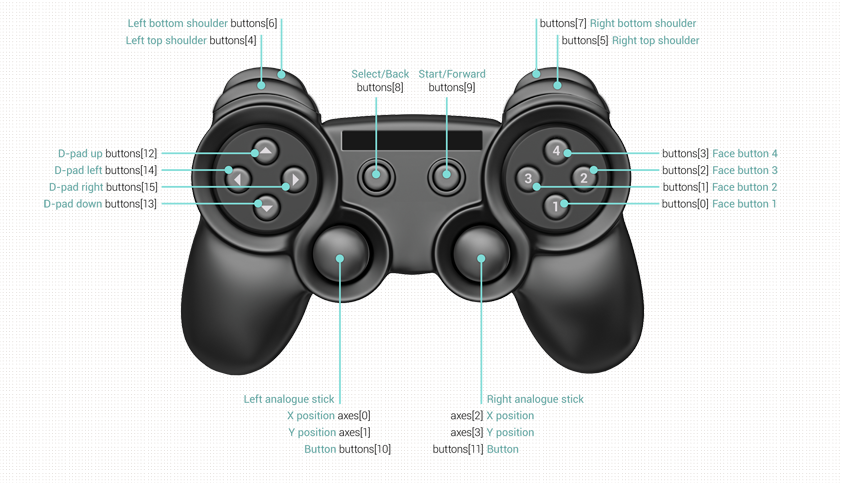 Left bottom shoulder buttons[6]
Left top shoulder buttons[4]
buttons[7] Right bottom shoulder
buttons[5] Right top shoulder
Select/Back
buttons[8]
Start/Forward
buttons[9]
D-pad up buttons[12]
D-pad left buttons[14]
D-pad right buttons[15]
D-pad down buttons[13]
4
3
2
1
buttons[3] Face button 4
buttons[2] Face button 3
buttons[1] Face button 2
buttons[0] Face button 1
Left analogue stick
X position axes[0]
Y position axes[1]
Button buttons[10]
Right analogue stick
axes[2] X position
axes[3] Y position
buttons[11] Button